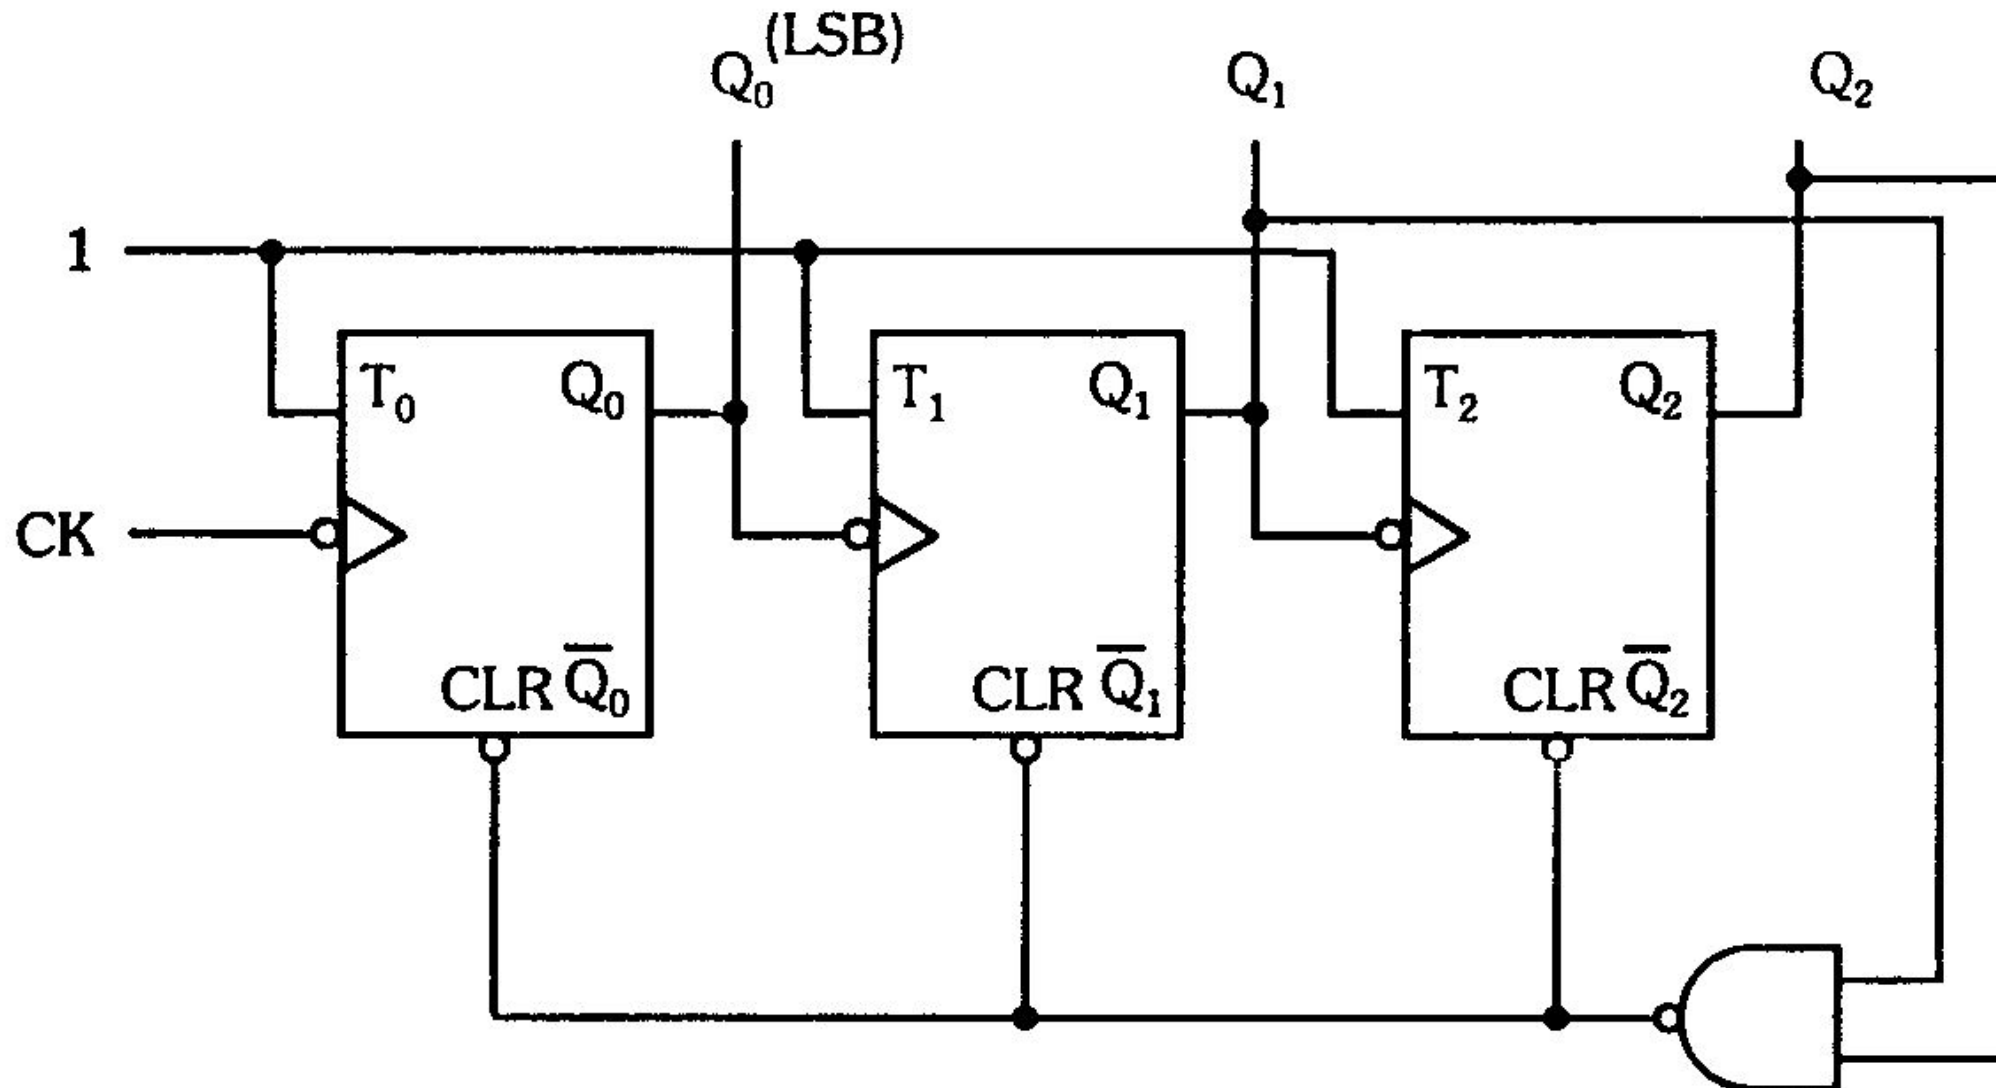 Q₀ (LSB) Q₁ Q₂
1
T₀ Q₀ T₁ Q₁ T₂ Q₂
CK
CLR Q̅₀ CLR Q̅₁ CLR Q̅₂